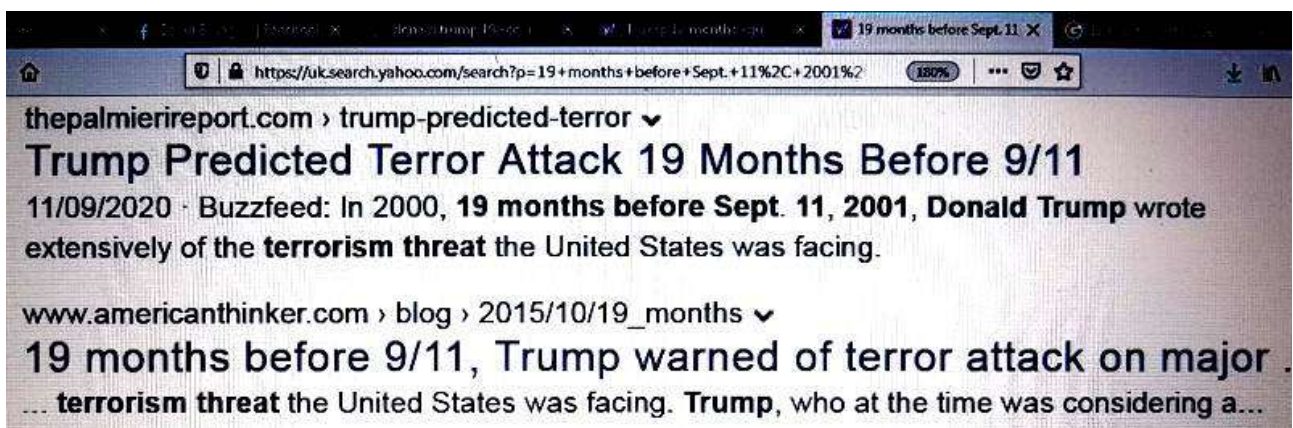 19 months before Sept. 11
https://uk.search.yahoo.com/search?p=19+months+before+Sept.+11%2C+2001%2
180%
thepalmierireport.com › trump-predicted-terror
Trump Predicted Terror Attack 19 Months Before 9/11
11/09/2020 · Buzzfeed: In 2000, 19 months before Sept. 11, 2001, Donald Trump wrote
extensively of the terrorism threat the United States was facing.
www.americanthinker.com › blog › 2015/10/19_months
19 months before 9/11, Trump warned of terror attack on major .
... terrorism threat the United States was facing. Trump, who at the time was considering a...